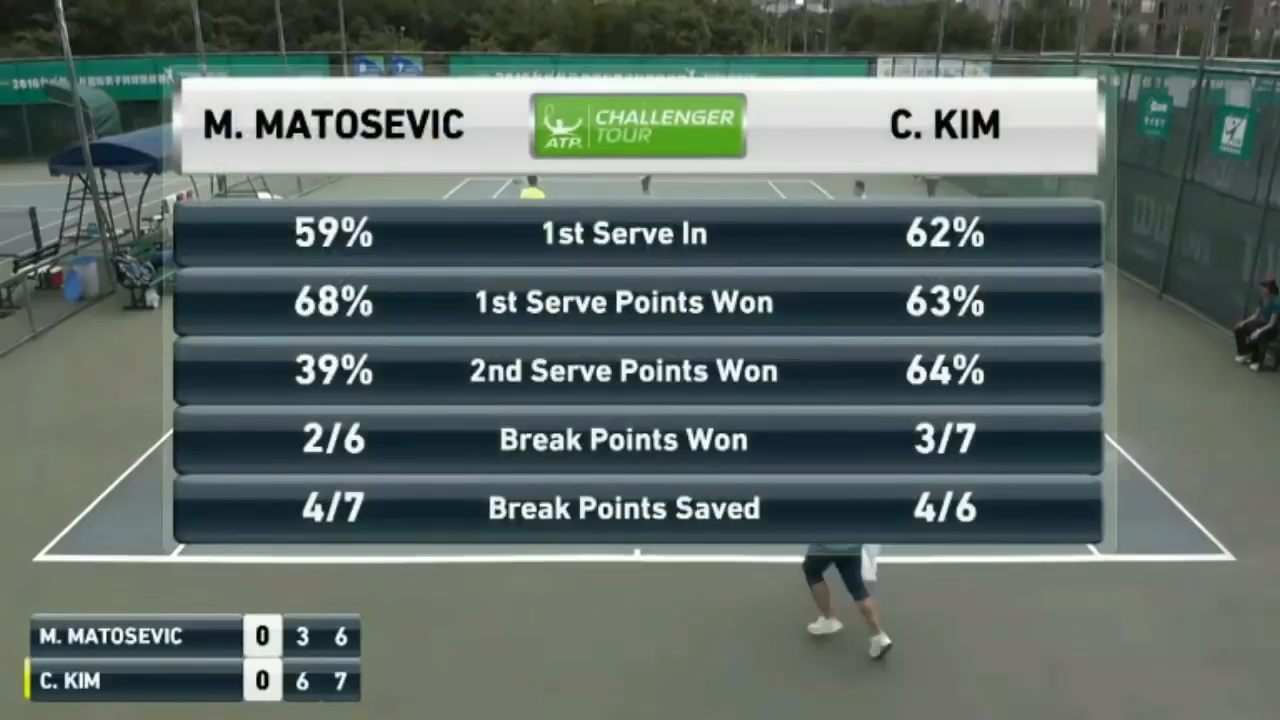 M. MATOSEVIC
ATP
CHALLENGER
TOUR
C. KIM
59% 1st Serve In 62%
68% 1st Serve Points Won 63%
39% 2nd Serve Points Won 64%
2/6 Break Points Won 3/7
4/7 Break Points Saved 4/6
M. MATOSEVIC 0 3 6
C. KIM 0 6 7